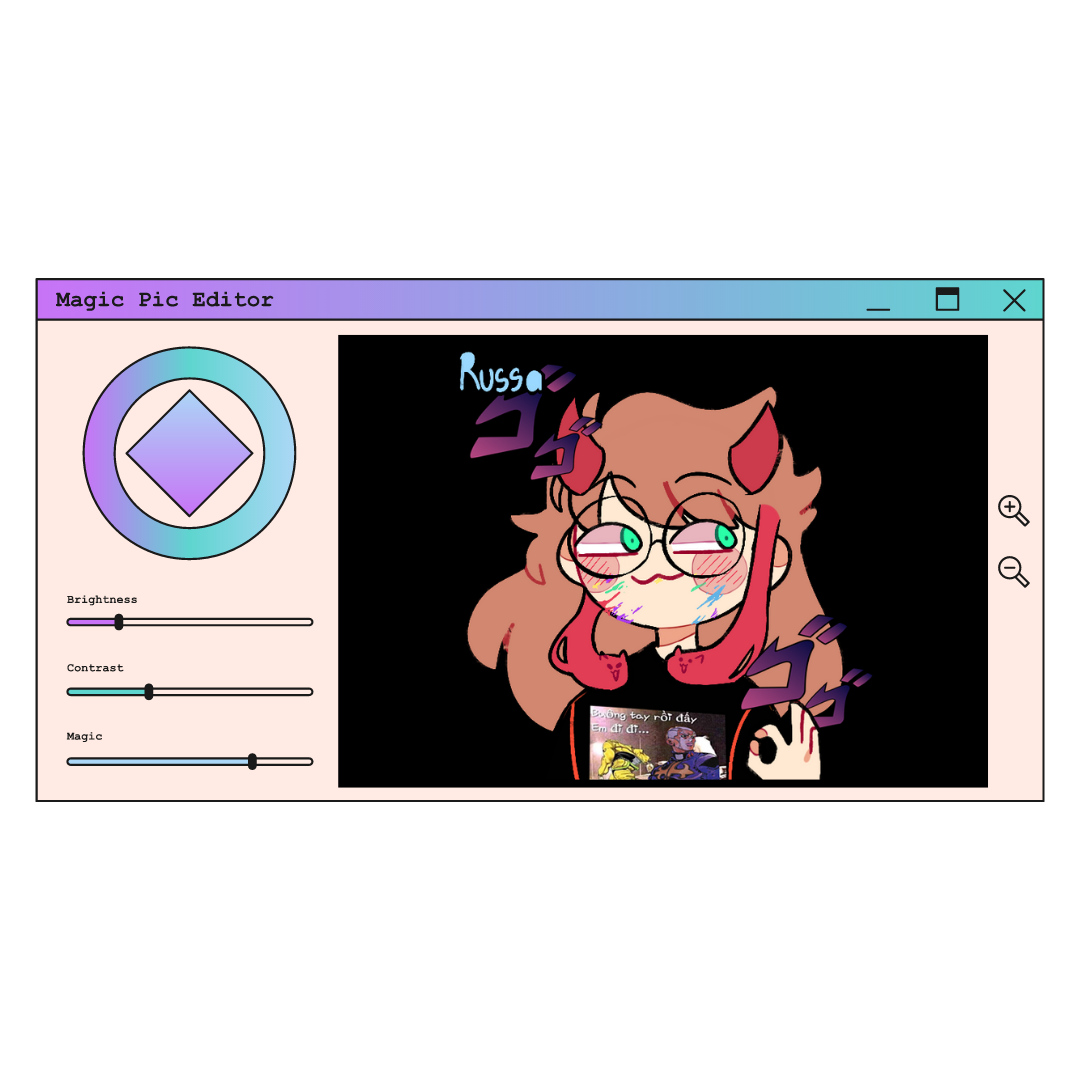 Magic Pic Editor
Brightness
Contrast
Magic
Russa
ゴゴ
Buông tay rồi đấy
Em đi đi...
ゴゴ